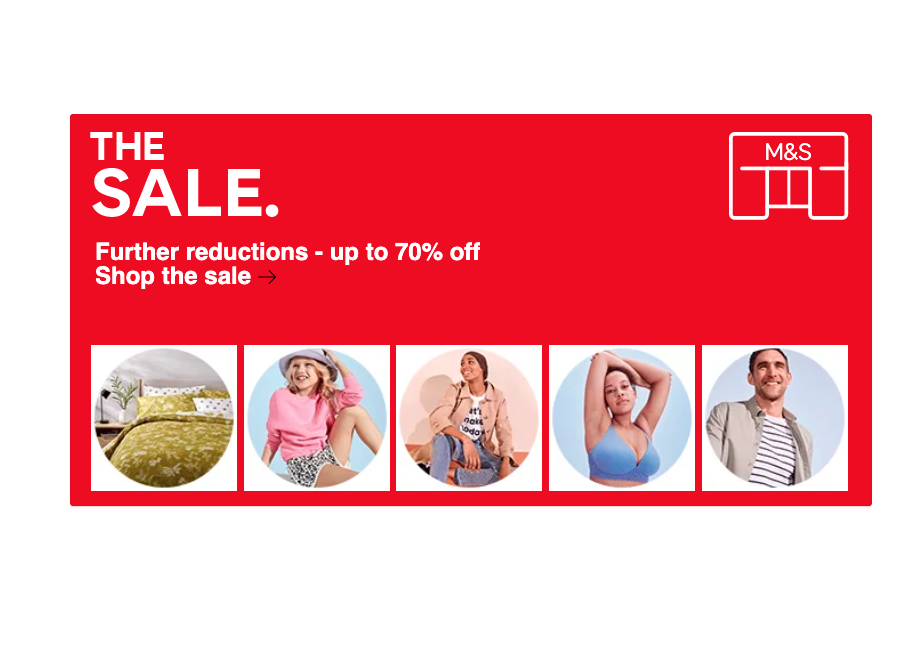 THE
SALE.
M&S
Further reductions - up to 70% off
Shop the sale →